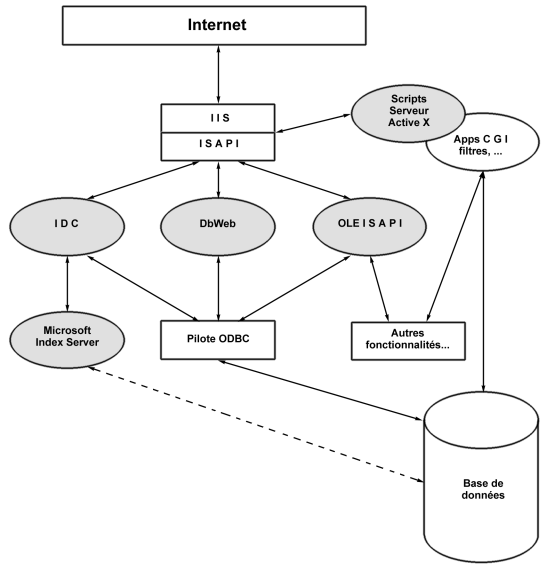 Internet
I I S
I S A P I
Scripts
Serveur
Active X
Apps C G I
filtres, ...
I D C
DbWeb
OLE I S A P I
Microsoft
Index Server
Pilote ODBC
Autres
fonctionnalités...
Base de
données